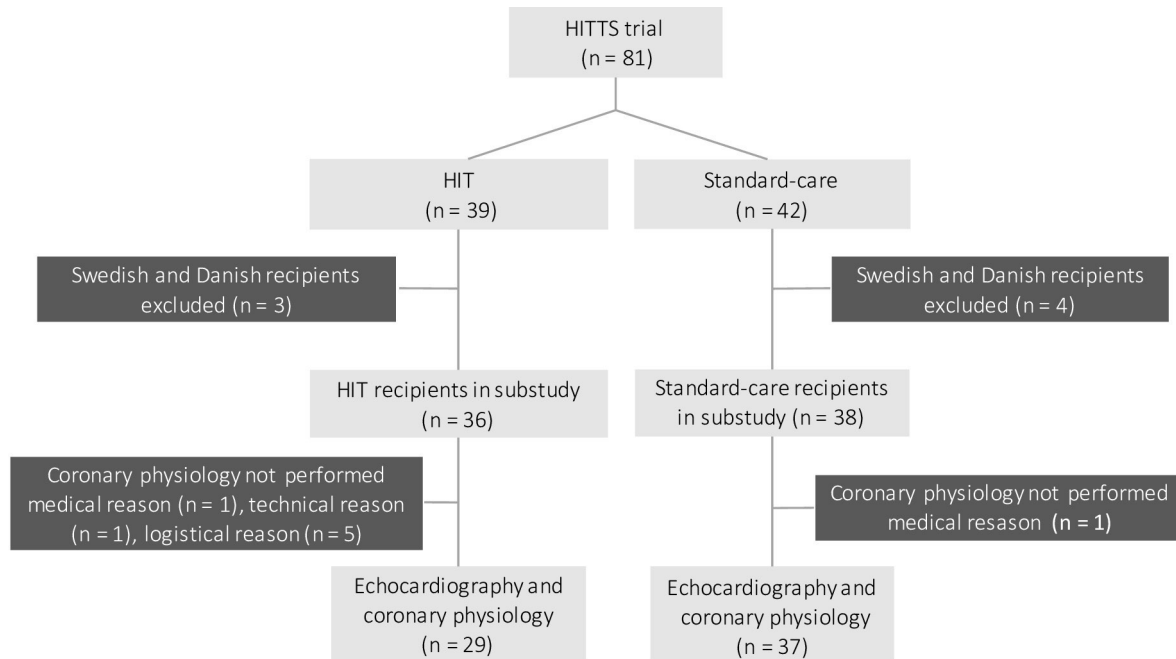 HITTS trial
(n = 81)
HIT
(n = 39)
Standard-care
(n = 42)
Swedish and Danish recipients
excluded (n = 3)
Swedish and Danish recipients
excluded (n = 4)
HIT recipients in substudy
(n = 36)
Standard-care recipients
in substudy (n = 38)
Coronary physiology not performed
medical reason (n = 1), technical reason
(n = 1), logistical reason (n = 5)
Coronary physiology not performed
medical resason (n = 1)
Echocardiography and
coronary physiology
(n = 29)
Echocardiography and
coronary physiology
(n = 37)